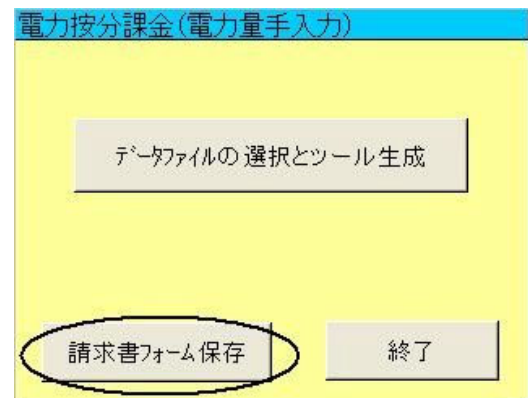 電力按分課金(電力量手入力)
ﾃﾞｰﾀﾌｧｲﾙの選択とツール生成
請求書ﾌｫｰﾑ保存
終了